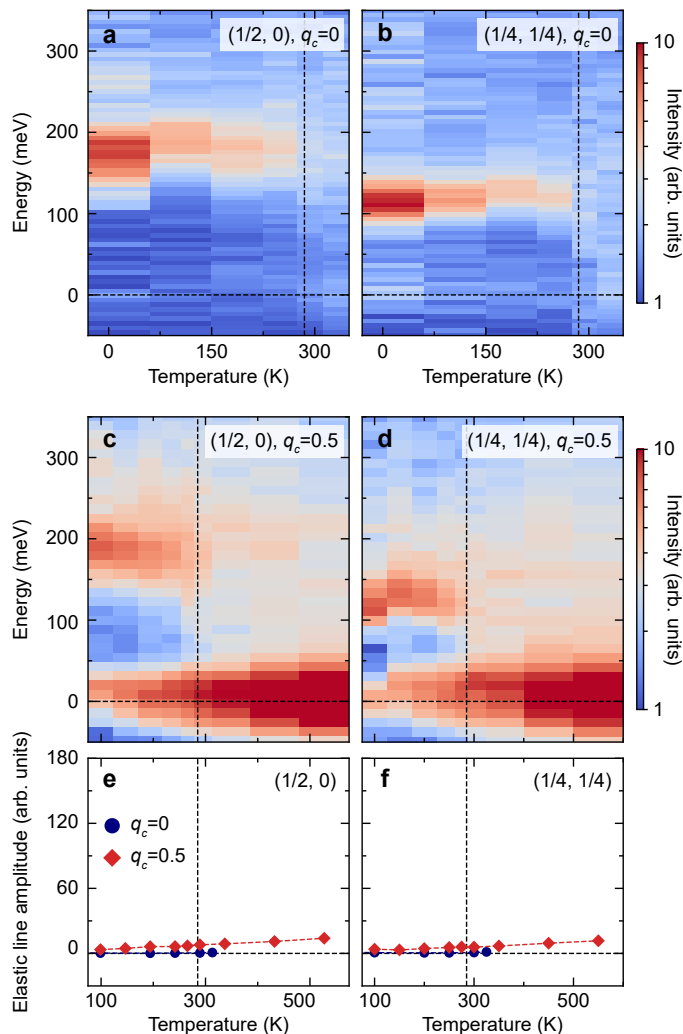 a (1/2, 0), q_c=0
b (1/4, 1/4), q_c=0
350
300
200
100
0
Energy (meV)
0 150 300
Temperature (K)
0 150 300
Temperature (K)
10
1
Intensity (arb. units)
c (1/2, 0), q_c=0.5
d (1/4, 1/4), q_c=0.5
300
200
100
0
Energy (meV)
10
1
Intensity (arb. units)
e (1/2, 0)
f (1/4, 1/4)
180
120
60
0
Elastic line amplitude (arb. units)
q_c=0
q_c=0.5
100 300 500
Temperature (K)
100 300 500
Temperature (K)